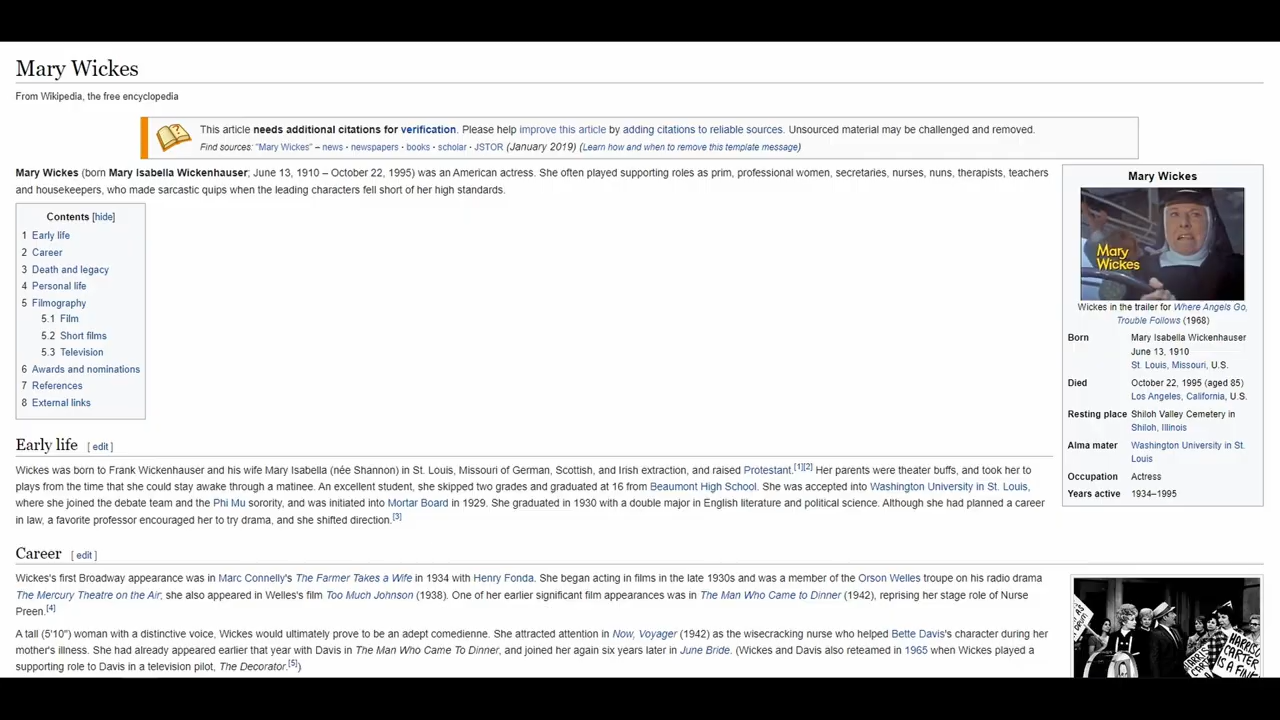 Mary Wickes
From Wikipedia, the free encyclopedia
This article needs additional citations for verification. Please help improve this article by adding citations to reliable sources. Unsourced material may be challenged and removed.
Find sources: "Mary Wickes" – news · newspapers · books · scholar · JSTOR (January 2019) (Learn how and when to remove this template message)
Mary Wickes (born Mary Isabella Wickenhauser; June 13, 1910 – October 22, 1995) was an American actress. She often played supporting roles as prim, professional women, secretaries, nurses, nuns, therapists, teachers
and housekeepers, who made sarcastic quips when the leading characters fell short of her high standards.
Contents [hide]
1 Early life
2 Career
3 Death and legacy
4 Personal life
5 Filmography
5.1 Film
5.2 Short films
5.3 Television
6 Awards and nominations
7 References
8 External links
Mary Wickes
Mary
Wickes
Wickes in the trailer for Where Angels Go,
Trouble Follows (1968)
Born Mary Isabella Wickenhauser
June 13, 1910
St. Louis, Missouri, U.S.
Died October 22, 1995 (aged 85)
Los Angeles, California, U.S.
Resting place Shiloh Valley Cemetery in
Shiloh, Illinois
Alma mater Washington University in St.
Louis
Occupation Actress
Years active 1934–1995
Early life [ edit ]
Wickes was born to Frank Wickenhauser and his wife Mary Isabella (née Shannon) in St. Louis, Missouri of German, Scottish, and Irish extraction, and raised Protestant.[1][2] Her parents were theater buffs, and took her to
plays from the time that she could stay awake through a matinee. An excellent student, she skipped two grades and graduated at 16 from Beaumont High School. She was accepted into Washington University in St. Louis,
where she joined the debate team and the Phi Mu sorority, and was initiated into Mortar Board in 1929. She graduated in 1930 with a double major in English literature and political science. Although she had planned a career
in law, a favorite professor encouraged her to try drama, and she shifted direction.[3]
Career [ edit ]
Wickes's first Broadway appearance was in Marc Connelly's The Farmer Takes a Wife in 1934 with Henry Fonda. She began acting in films in the late 1930s and was a member of the Orson Welles troupe on his radio drama
The Mercury Theatre on the Air; she also appeared in Welles's film Too Much Johnson (1938). One of her earlier significant film appearances was in The Man Who Came to Dinner (1942), reprising her stage role of Nurse
Preen.[4]
A tall (5'10") woman with a distinctive voice, Wickes would ultimately prove to be an adept comedienne. She attracted attention in Now, Voyager (1942) as the wisecracking nurse who helped Bette Davis's character during her
mother's illness. She had already appeared earlier that year with Davis in The Man Who Came To Dinner, and joined her again six years later in June Bride. (Wickes and Davis also reteamed in 1965 when Wickes played a
supporting role to Davis in a television pilot, The Decorator.[5])
HARRIS
CARTER
IS A FINK